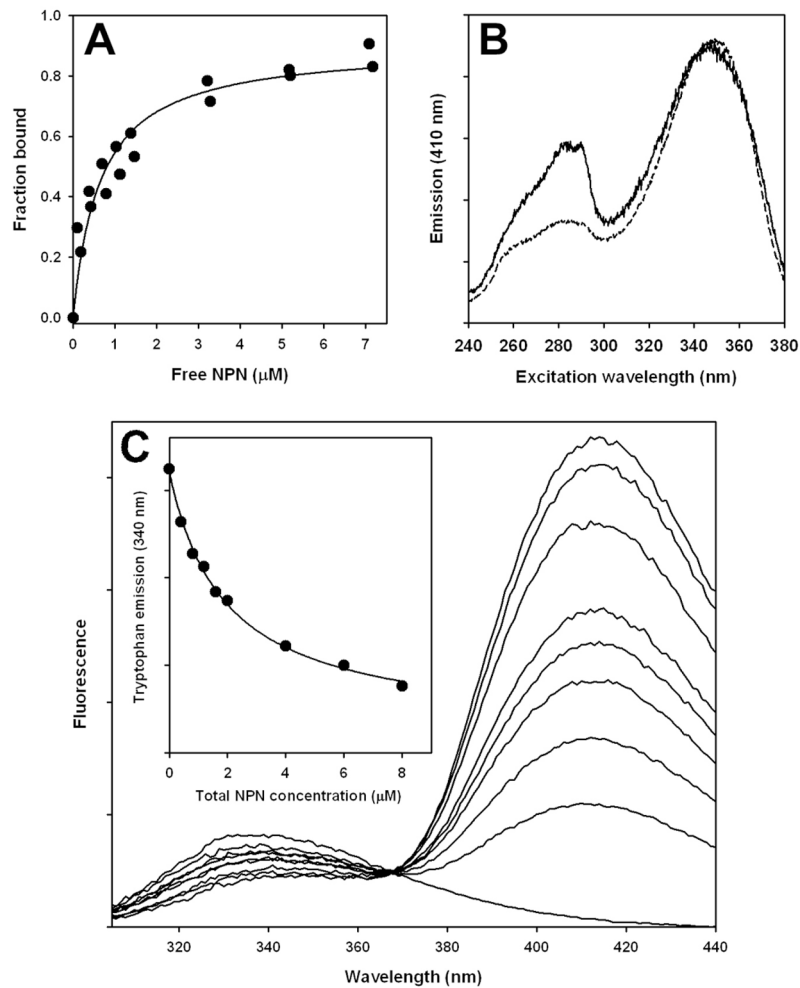 A
Fraction bound
1.0
0.8
0.6
0.4
0.2
0.0
0 1 2 3 4 5 6 7
Free NPN (μM)
B
Emission (410 nm)
240 260 280 300 320 340 360 380
Excitation wavelength (nm)
C
Tryptophan emission (340 nm)
0 2 4 6 8
Total NPN concentration (μM)
Fluorescence
320 340 360 380 400 420 440
Wavelength (nm)